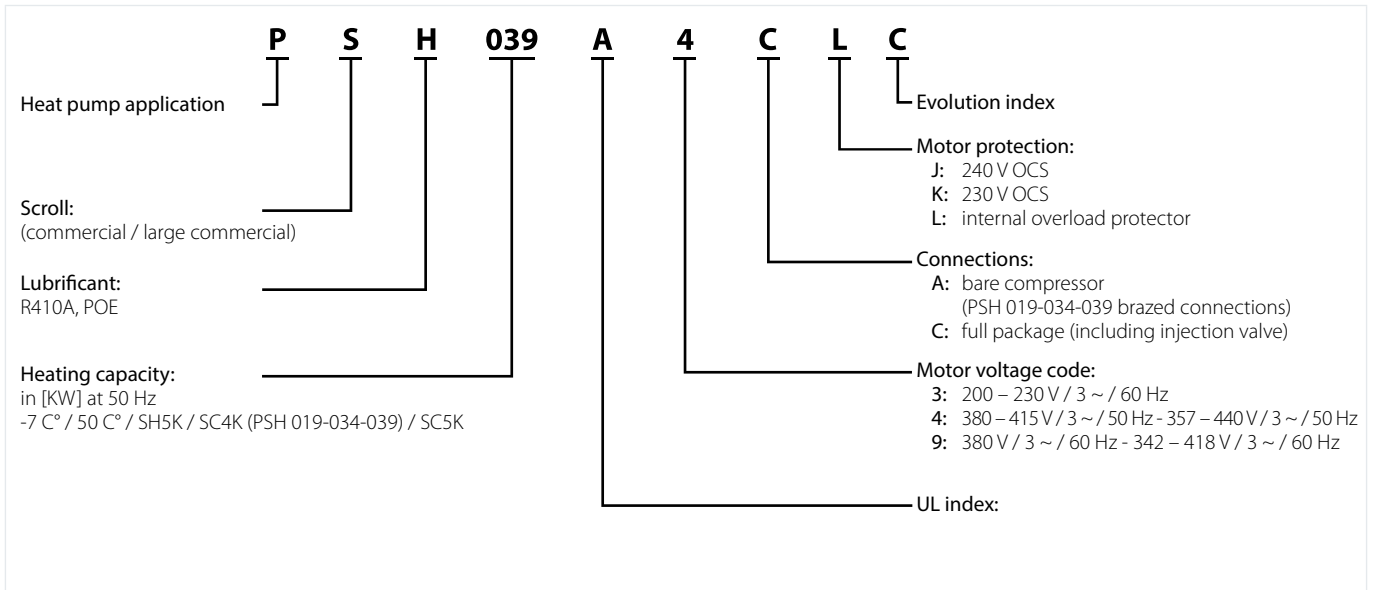 P S H 039 A 4 C L C
Heat pump application
Scroll:
(commercial / large commercial)
Lubrificant:
R410A, POE
Heating capacity:
in [KW] at 50 Hz
-7 C° / 50 C° / SH5K / SC4K (PSH 019-034-039) / SC5K
Evolution index
Motor protection:
J: 240 V OCS
K: 230 V OCS
L: internal overload protector
Connections:
A: bare compressor
(PSH 019-034-039 brazed connections)
C: full package (including injection valve)
Motor voltage code:
3: 200 – 230 V / 3 ~ / 60 Hz
4: 380 – 415 V / 3 ~ / 50 Hz - 357 – 440 V / 3 ~ / 50 Hz
9: 380 V / 3 ~ / 60 Hz - 342 – 418 V / 3 ~ / 60 Hz
UL index: